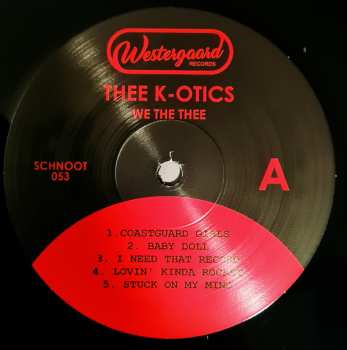 Westergaard
RECORDS
THEE K-OTICS
WE THE THEE
SCHNOOT
053
A
1. COASTGUARD GIRLS
2. BABY DOLL
3. I NEED THAT RECORD
4. LOVIN' KINDA ROCKET
5. STUCK ON MY MIND